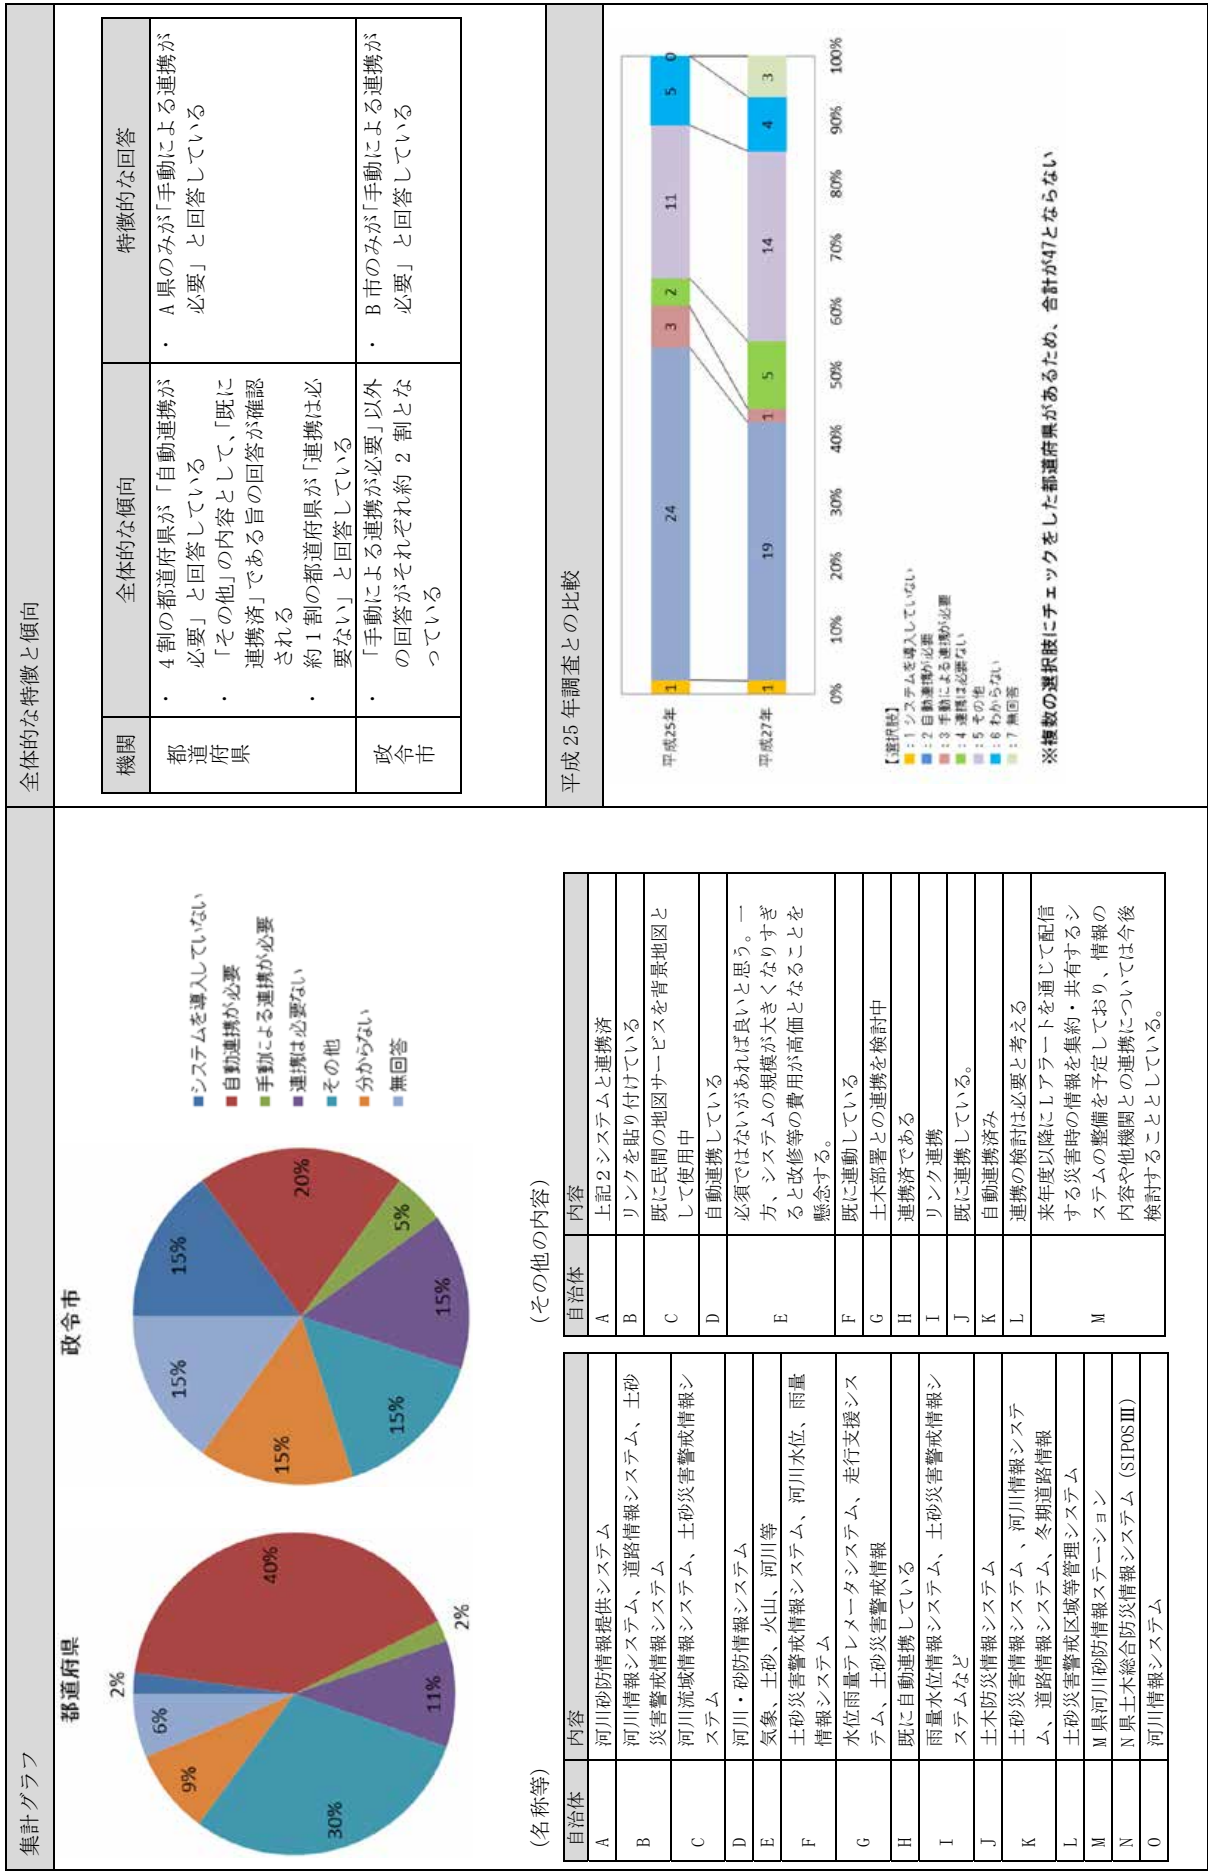 集計グラフ
都道府県
2%
40%
2%
11%
30%
9%
6%
政令市
15%
20%
5%
15%
15%
15%
15%
■システムを導入していない
■自動連携が必要
■手動による連携が必要
■連携は必要ない
■その他
■分からない
■無回答
(名称等)
自治体 内容
A 河川砂防情報提供システム
B 河川情報システム、道路情報システム、土砂
災害警戒情報システム
C 河川流域情報システム、土砂災害警戒情報シ
ステム
D 河川・砂防情報システム
E 気象、土砂、火山、河川等
F 土砂災害警戒情報システム、河川水位、雨量
情報システム
G 水位雨量テレメータシステム、走行支援シス
テム、土砂災害警戒情報
H 既に自動連携している
I 雨量水位情報システム、土砂災害警戒情報シ
ステムなど
J 土木防災情報システム
K 土砂災害情報システム、河川情報システ
ム、道路情報システム、冬期道路情報
L 土砂災害警戒区域等管理システム
M M県河川砂防情報ステーション
N N県土木総合防災情報システム（SIPOSⅢ）
O 河川情報システム
(その他の内容)
自治体 内容
A 上記2システムと連携済
B リンクを貼り付けている
C 既に民間の地図サービスを背景地図と
して使用中
D 自動連携している
E 必須ではないがあれば良いと思う。一
方、システムの規模が大きくなりすぎ
ると改修等の費用が高価となることを
懸念する。
F 既に連動している
G 土木部署との連携を検討中
H 連携済である
I リンク連携
J 既に連携している。
K 自動連携済み
L 連携の検討は必要と考える
M 来年度以降にLアラートを通じて配信
する災害時の情報を集約・共有するシ
ステムの整備を予定しており、情報の
内容や他機関との連携については今後
検討することとしている。
全体的な特徴と傾向
機関 全体的な傾向 特徴的な回答
都道府県
・ 4割の都道府県が「自動連携が
必要」と回答している
・ 「その他」の内容として、「既に
連携済」である旨の回答が確認
される
・ 約1割の都道府県が「連携は必
要ない」と回答している
・ A県のみが「手動による連携が
必要」と回答している
政令市
・ 「手動による連携が必要」以外
の回答がそれぞれ約2割とな
っている
・ B市のみが「手動による連携が
必要」と回答している
平成25年調査との比較
平成25年 1 24 3 2 11 5 0
平成27年 1 19 1 5 14 4 3
0% 10% 20% 30% 40% 50% 60% 70% 80% 90% 100%
【選択肢】
■:1 システムを導入していない
■:2 自動連携が必要
■:3 手動による連携が必要
■:4 連携は必要ない
■:5 その他
■:6 わからない
■:7 無回答
※複数の選択肢にチェックをした都道府県があるため、合計が47とならない